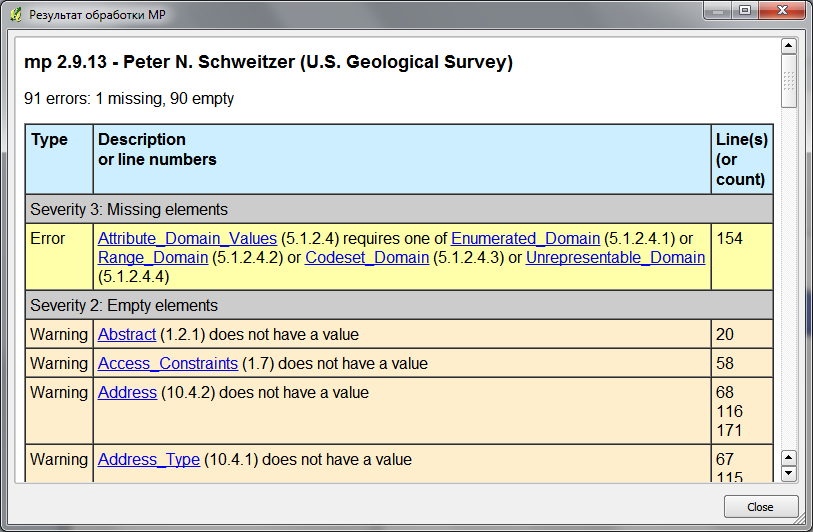 Результат обработки MP
mp 2.9.13 - Peter N. Schweitzer (U.S. Geological Survey)
91 errors: 1 missing, 90 empty
Type Description or line numbers Line(s) (or count)
Severity 3: Missing elements
Error Attribute_Domain_Values (5.1.2.4) requires one of Enumerated_Domain (5.1.2.4.1) or 154
Range_Domain (5.1.2.4.2) or Codeset_Domain (5.1.2.4.3) or Unrepresentable_Domain
(5.1.2.4.4)
Severity 2: Empty elements
Warning Abstract (1.2.1) does not have a value 20
Warning Access_Constraints (1.7) does not have a value 58
Warning Address (10.4.2) does not have a value 68
116
171
Warning Address_Type (10.4.1) does not have a value 67
115
Close